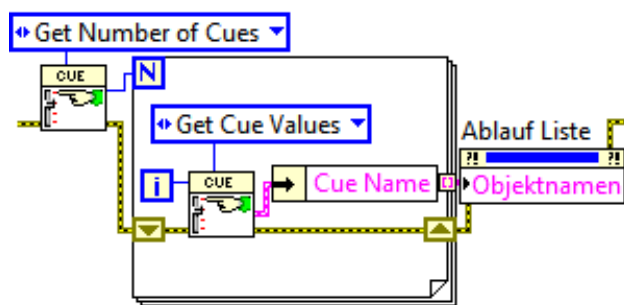 Get Number of Cues
CUE
N
Get Cue Values
i
CUE
Cue Name
Ablauf Liste
?! ?!
Objektnamen